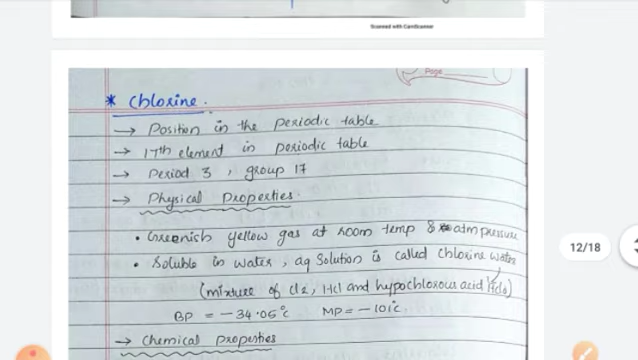 Scanned with CamScanner
Page
* Chlorine.
→ Position in the periodic table
→ 17th element in periodic table
→ Period 3, group 17
→ Physical Properties.
• Greenish yellow gas at room temp & atm pressure
• Soluble in water, aq solution is called chlorine water
(mixture of Cl2, HCl and hypochlorous acid HClO)
BP = -34.05°C MP = -101°C
→ Chemical Properties
12/18